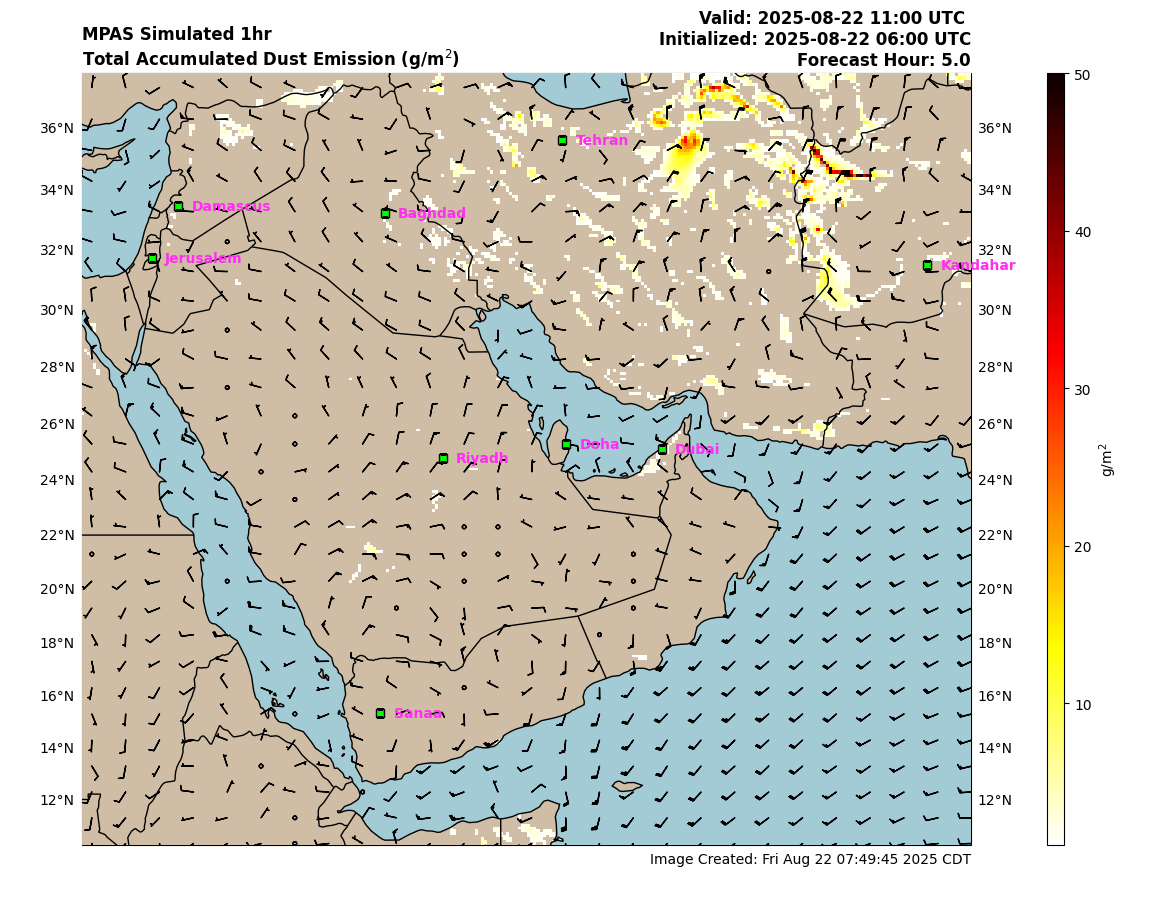 MPAS Simulated 1hr
Total Accumulated Dust Emission (g/m²)
Valid: 2025-08-22 11:00 UTC
Initialized: 2025-08-22 06:00 UTC
Forecast Hour: 5.0
36°N
34°N
32°N
30°N
28°N
26°N
24°N
22°N
20°N
18°N
16°N
14°N
12°N
Tehran
Damascus
Baghdad
Jerusalem
Kandahar
Doha
Dubai
Riyadh
Sanaa
36°N
34°N
32°N
30°N
28°N
26°N
24°N
22°N
20°N
18°N
16°N
14°N
12°N
50
40
30
20
10
g/m²
Image Created: Fri Aug 22 07:49:45 2025 CDT